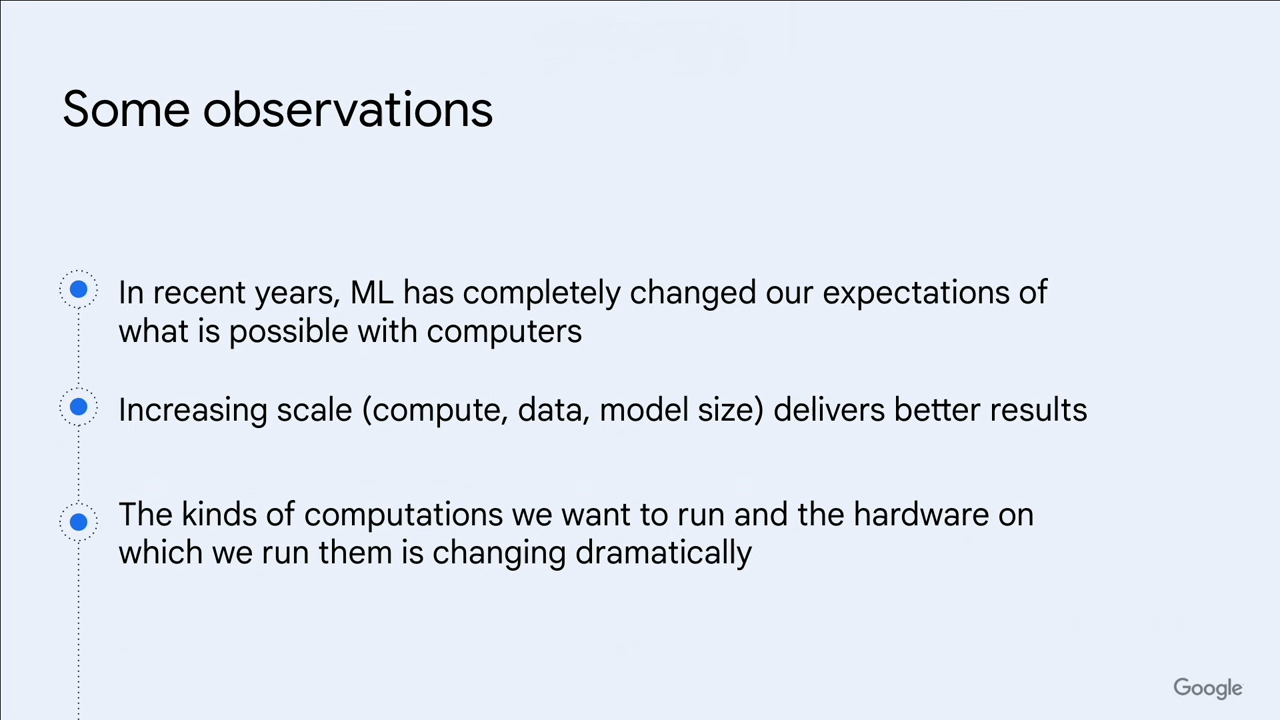 Some observations
In recent years, ML has completely changed our expectations of
what is possible with computers
Increasing scale (compute, data, model size) delivers better results
The kinds of computations we want to run and the hardware on
which we run them is changing dramatically
Google